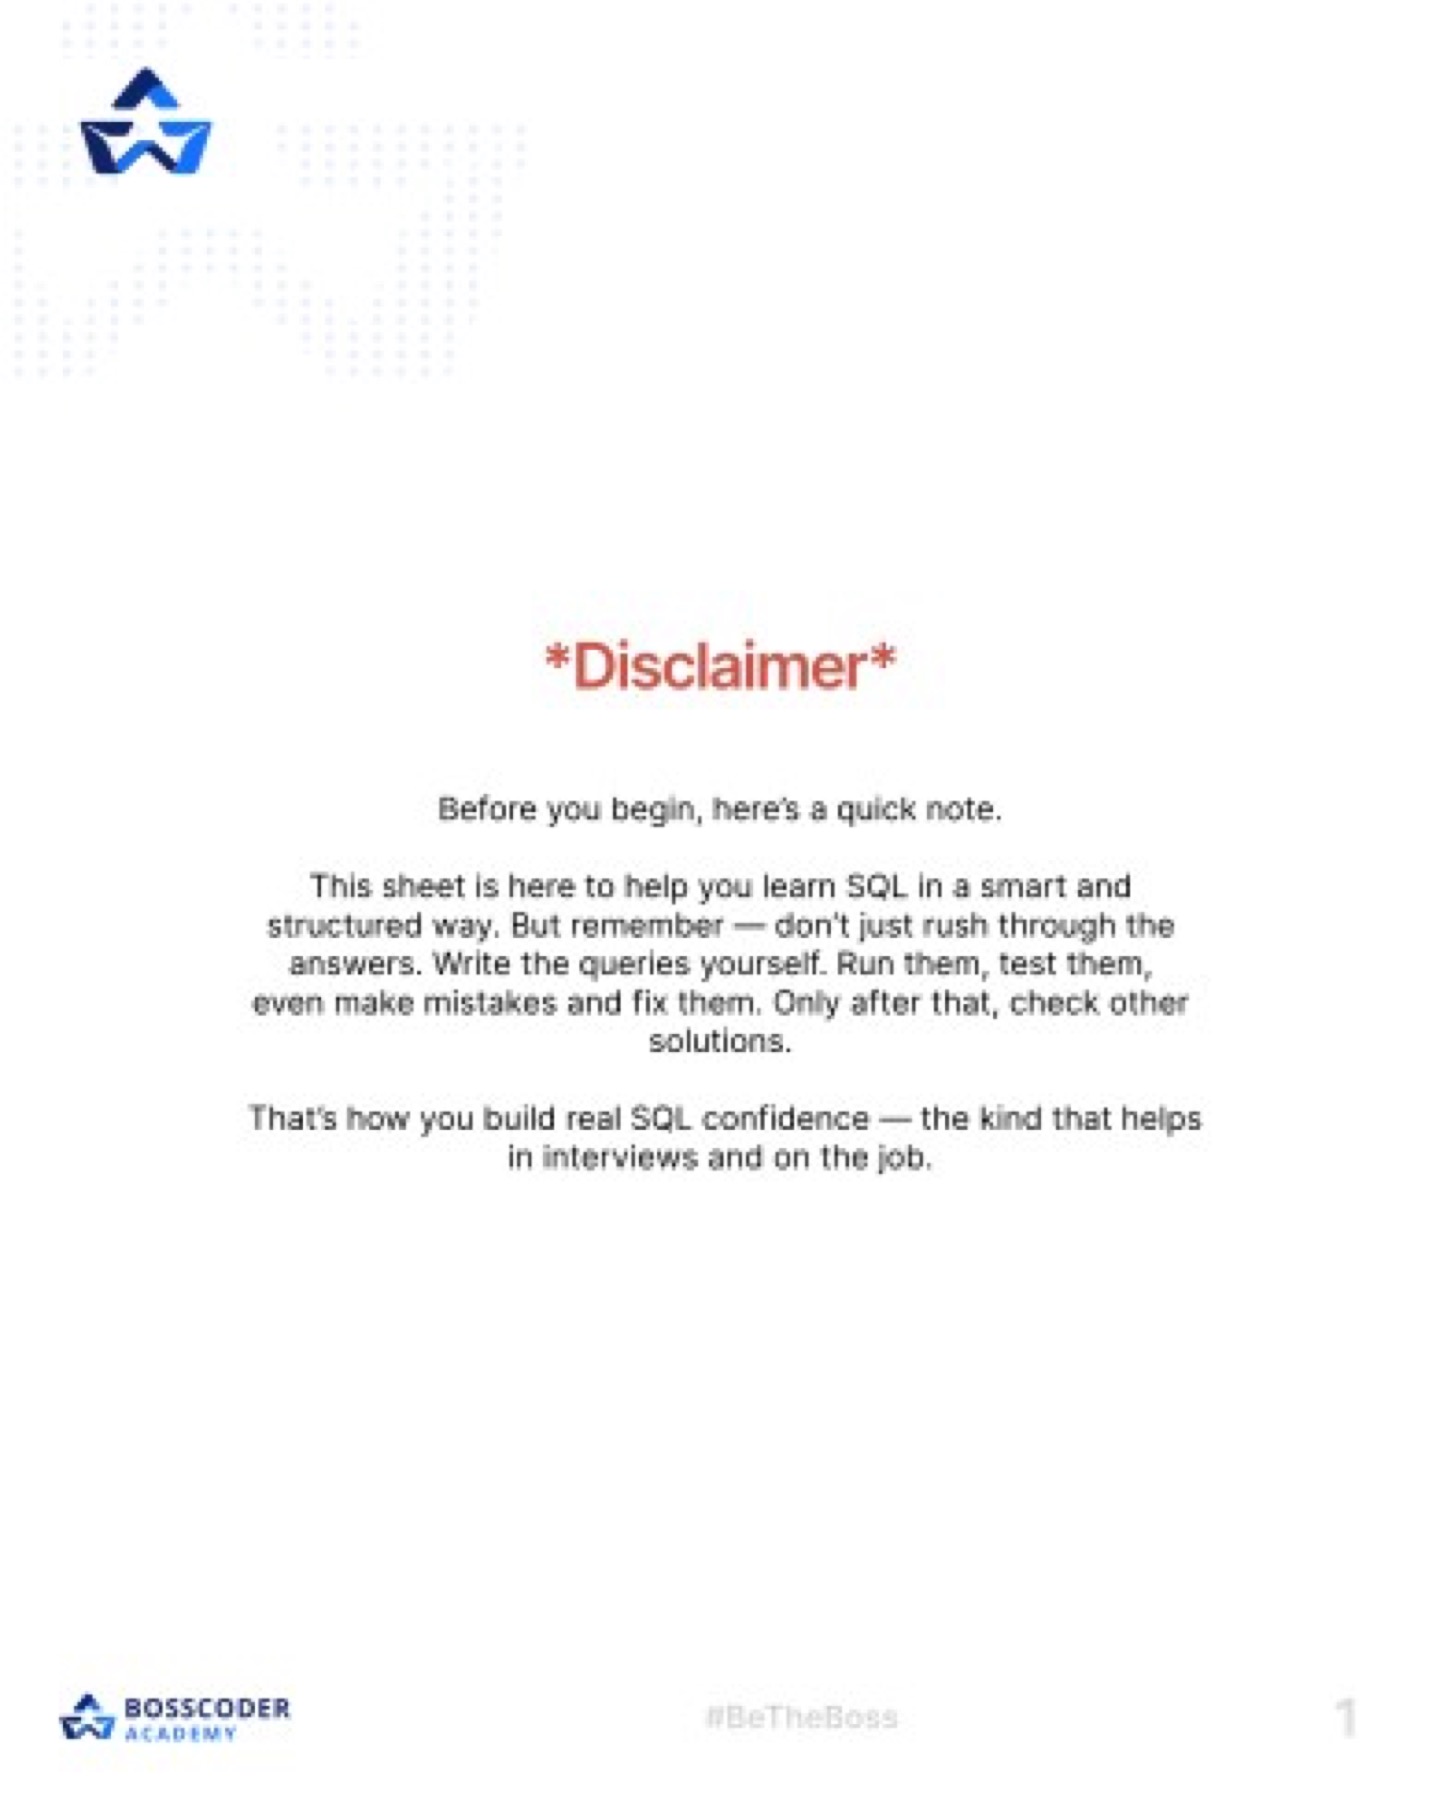 *Disclaimer*
Before you begin, here's a quick note.
This sheet is here to help you learn SQL in a smart and
structured way. But remember — don't just rush through the
answers. Write the queries yourself. Run them, test them,
even make mistakes and fix them. Only after that, check other
solutions.
That's how you build real SQL confidence — the kind that helps
in interviews and on the job.
BOSSCODER
ACADEMY
#BeTheBoss
1